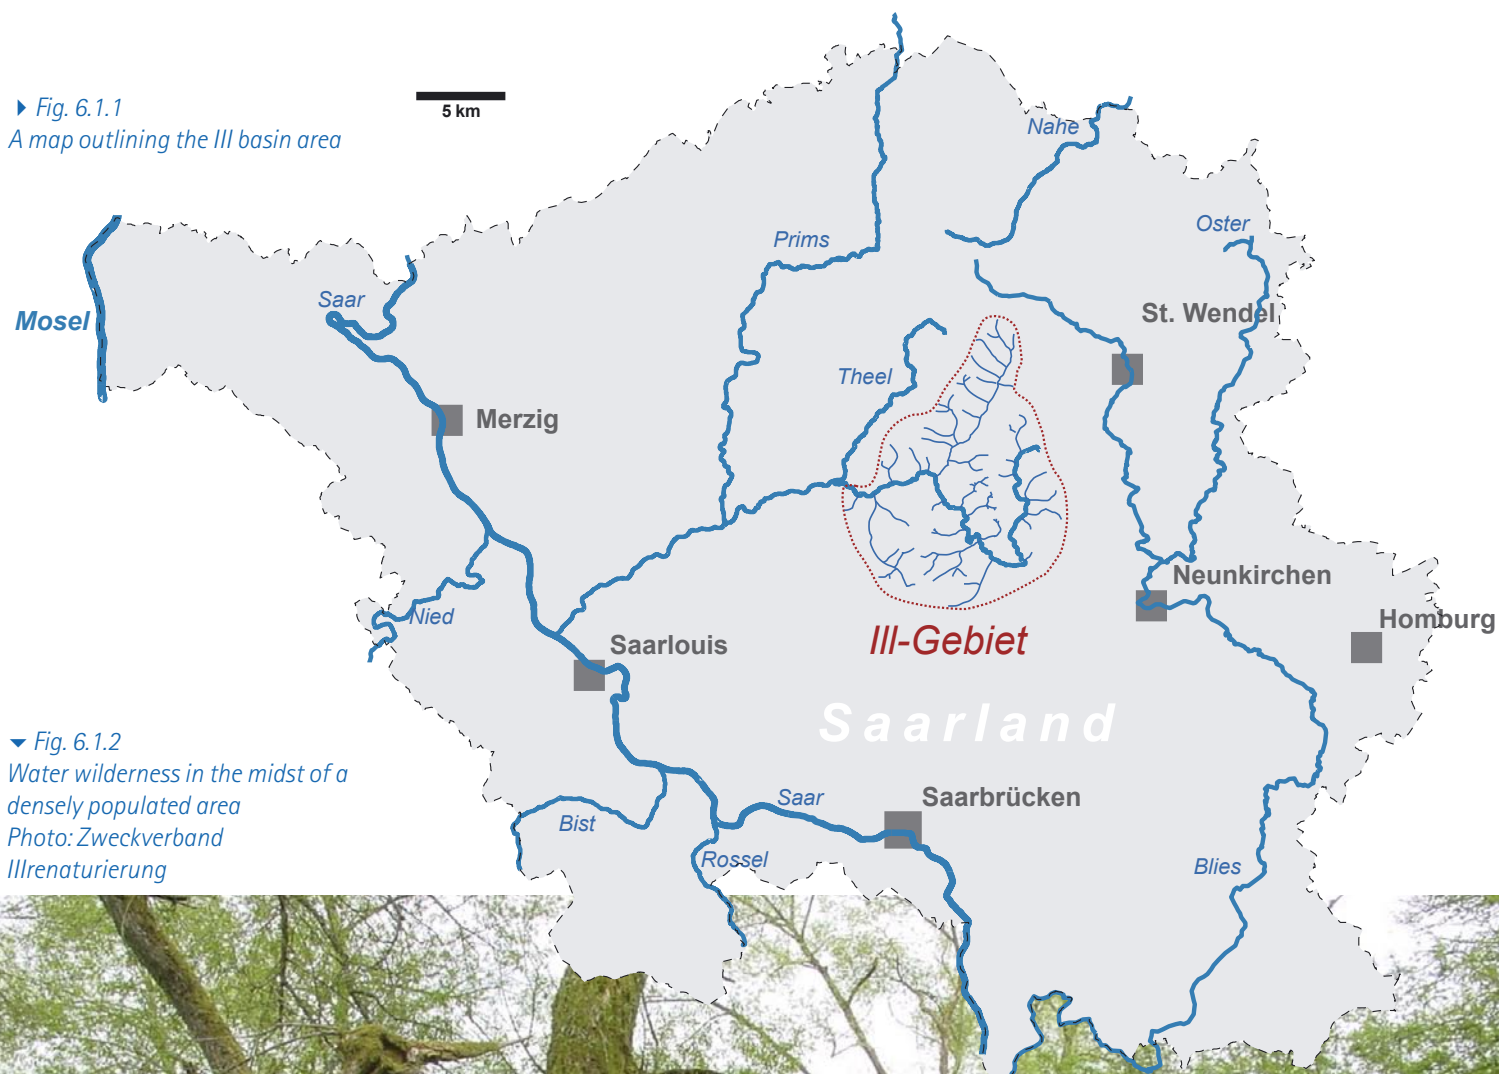 Fig. 6.1.1
A map outlining the Ill basin area
5 km
Nahe
Oster
Prims
Saar
Mosel
St. Wendel
Theel
Merzig
Neunkirchen
Nied
Homburg
Ill-Gebiet
Saarlouis
Saarland
Fig. 6.1.2
Water wilderness in the midst of a
densely populated area
Photo: Zweckverband
Illrenaturierung
Saar
Saarbrücken
Bist
Rossel
Blies